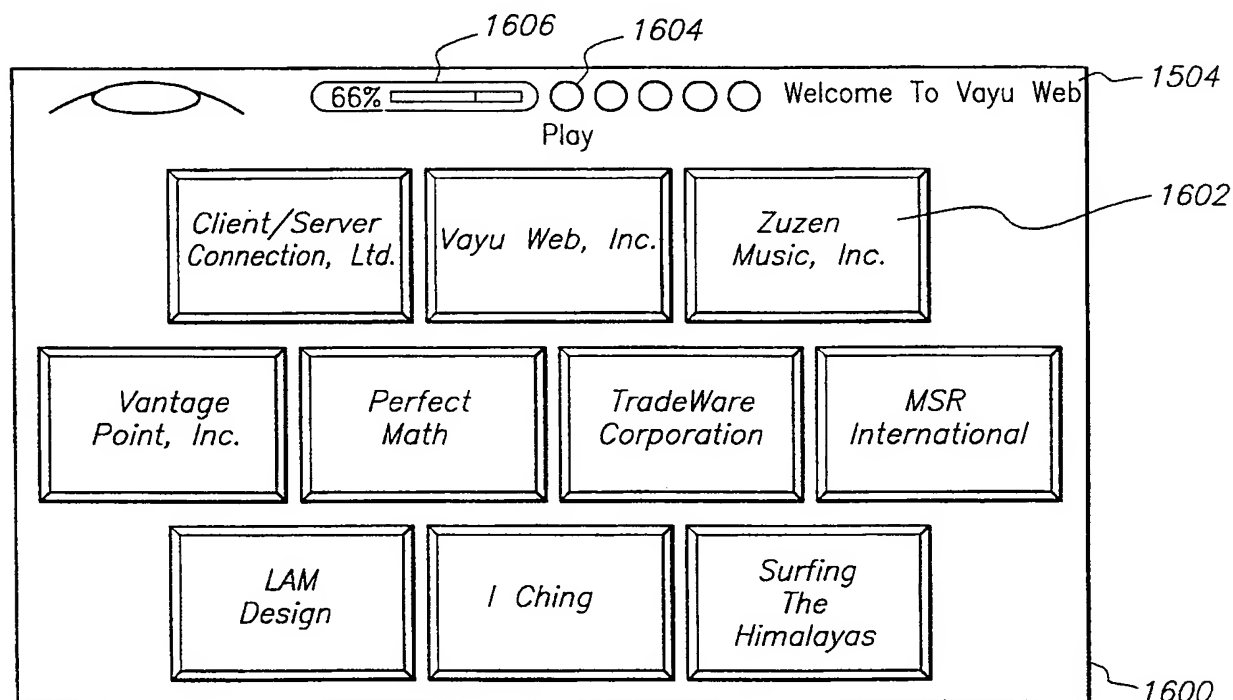 1606
1604
1504
66%
Welcome To Vayu Web
Play
Client/Server
Connection, Ltd.
Vayu Web, Inc.
Zuzen
Music, Inc.
1602
Vantage
Point, Inc.
Perfect
Math
TradeWare
Corporation
MSR
International
LAM
Design
I Ching
Surfing
The
Himalayas
1600